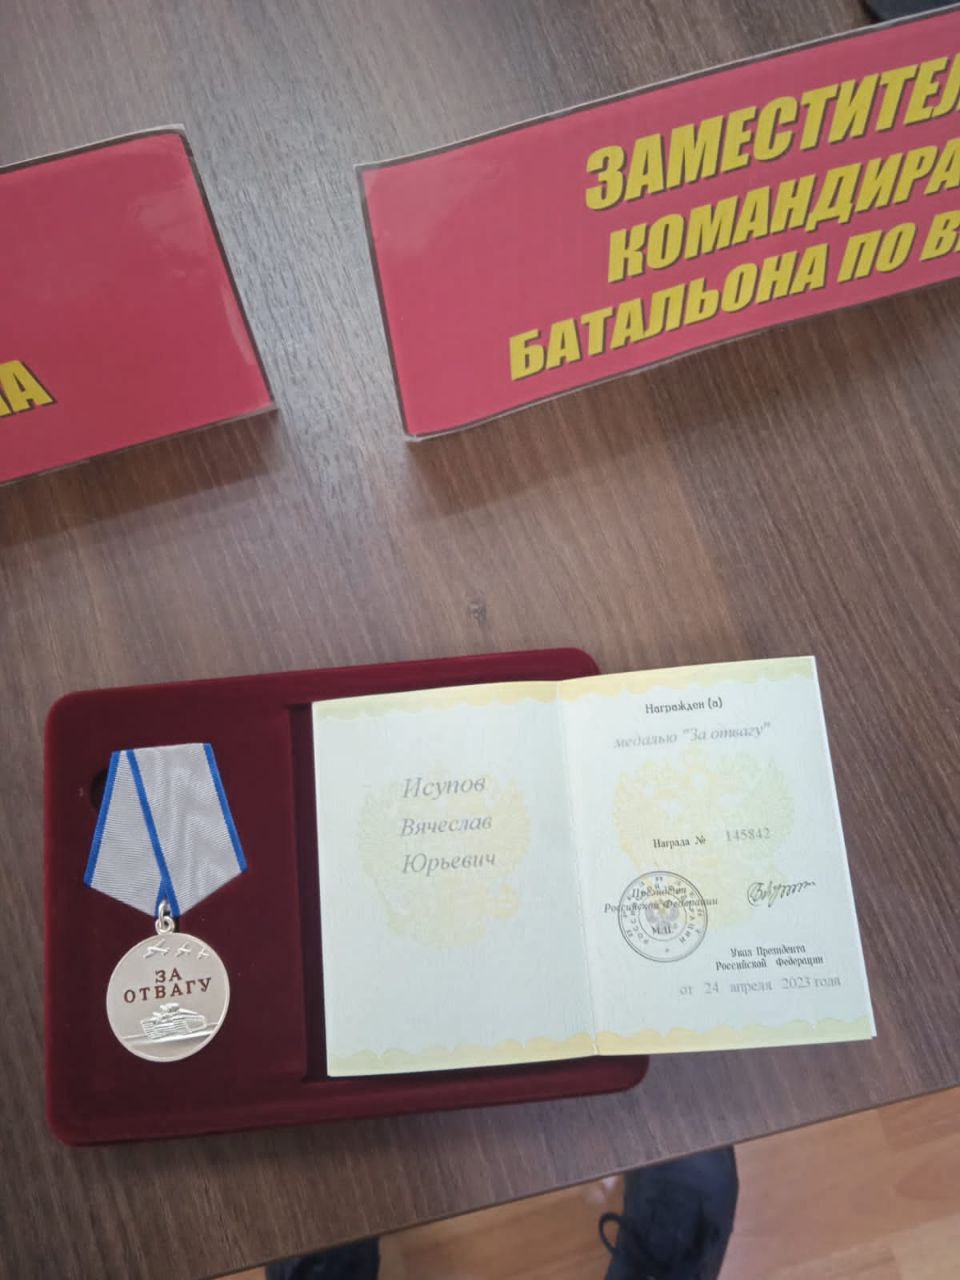 ЗАМЕСТИТЕЛ
КОМАНДИРА
БАТАЛЬОНА ПО В
НА
Исупов
Вячеслав
Юрьевич
Награжден (а)
медалью "За отвагу"
Награда № 145842
Президент
Российской Федерации
М.П.
Указ Президента
Российской Федерации
от 24 апреля 2023 года
ЗА
ОТВАГУ